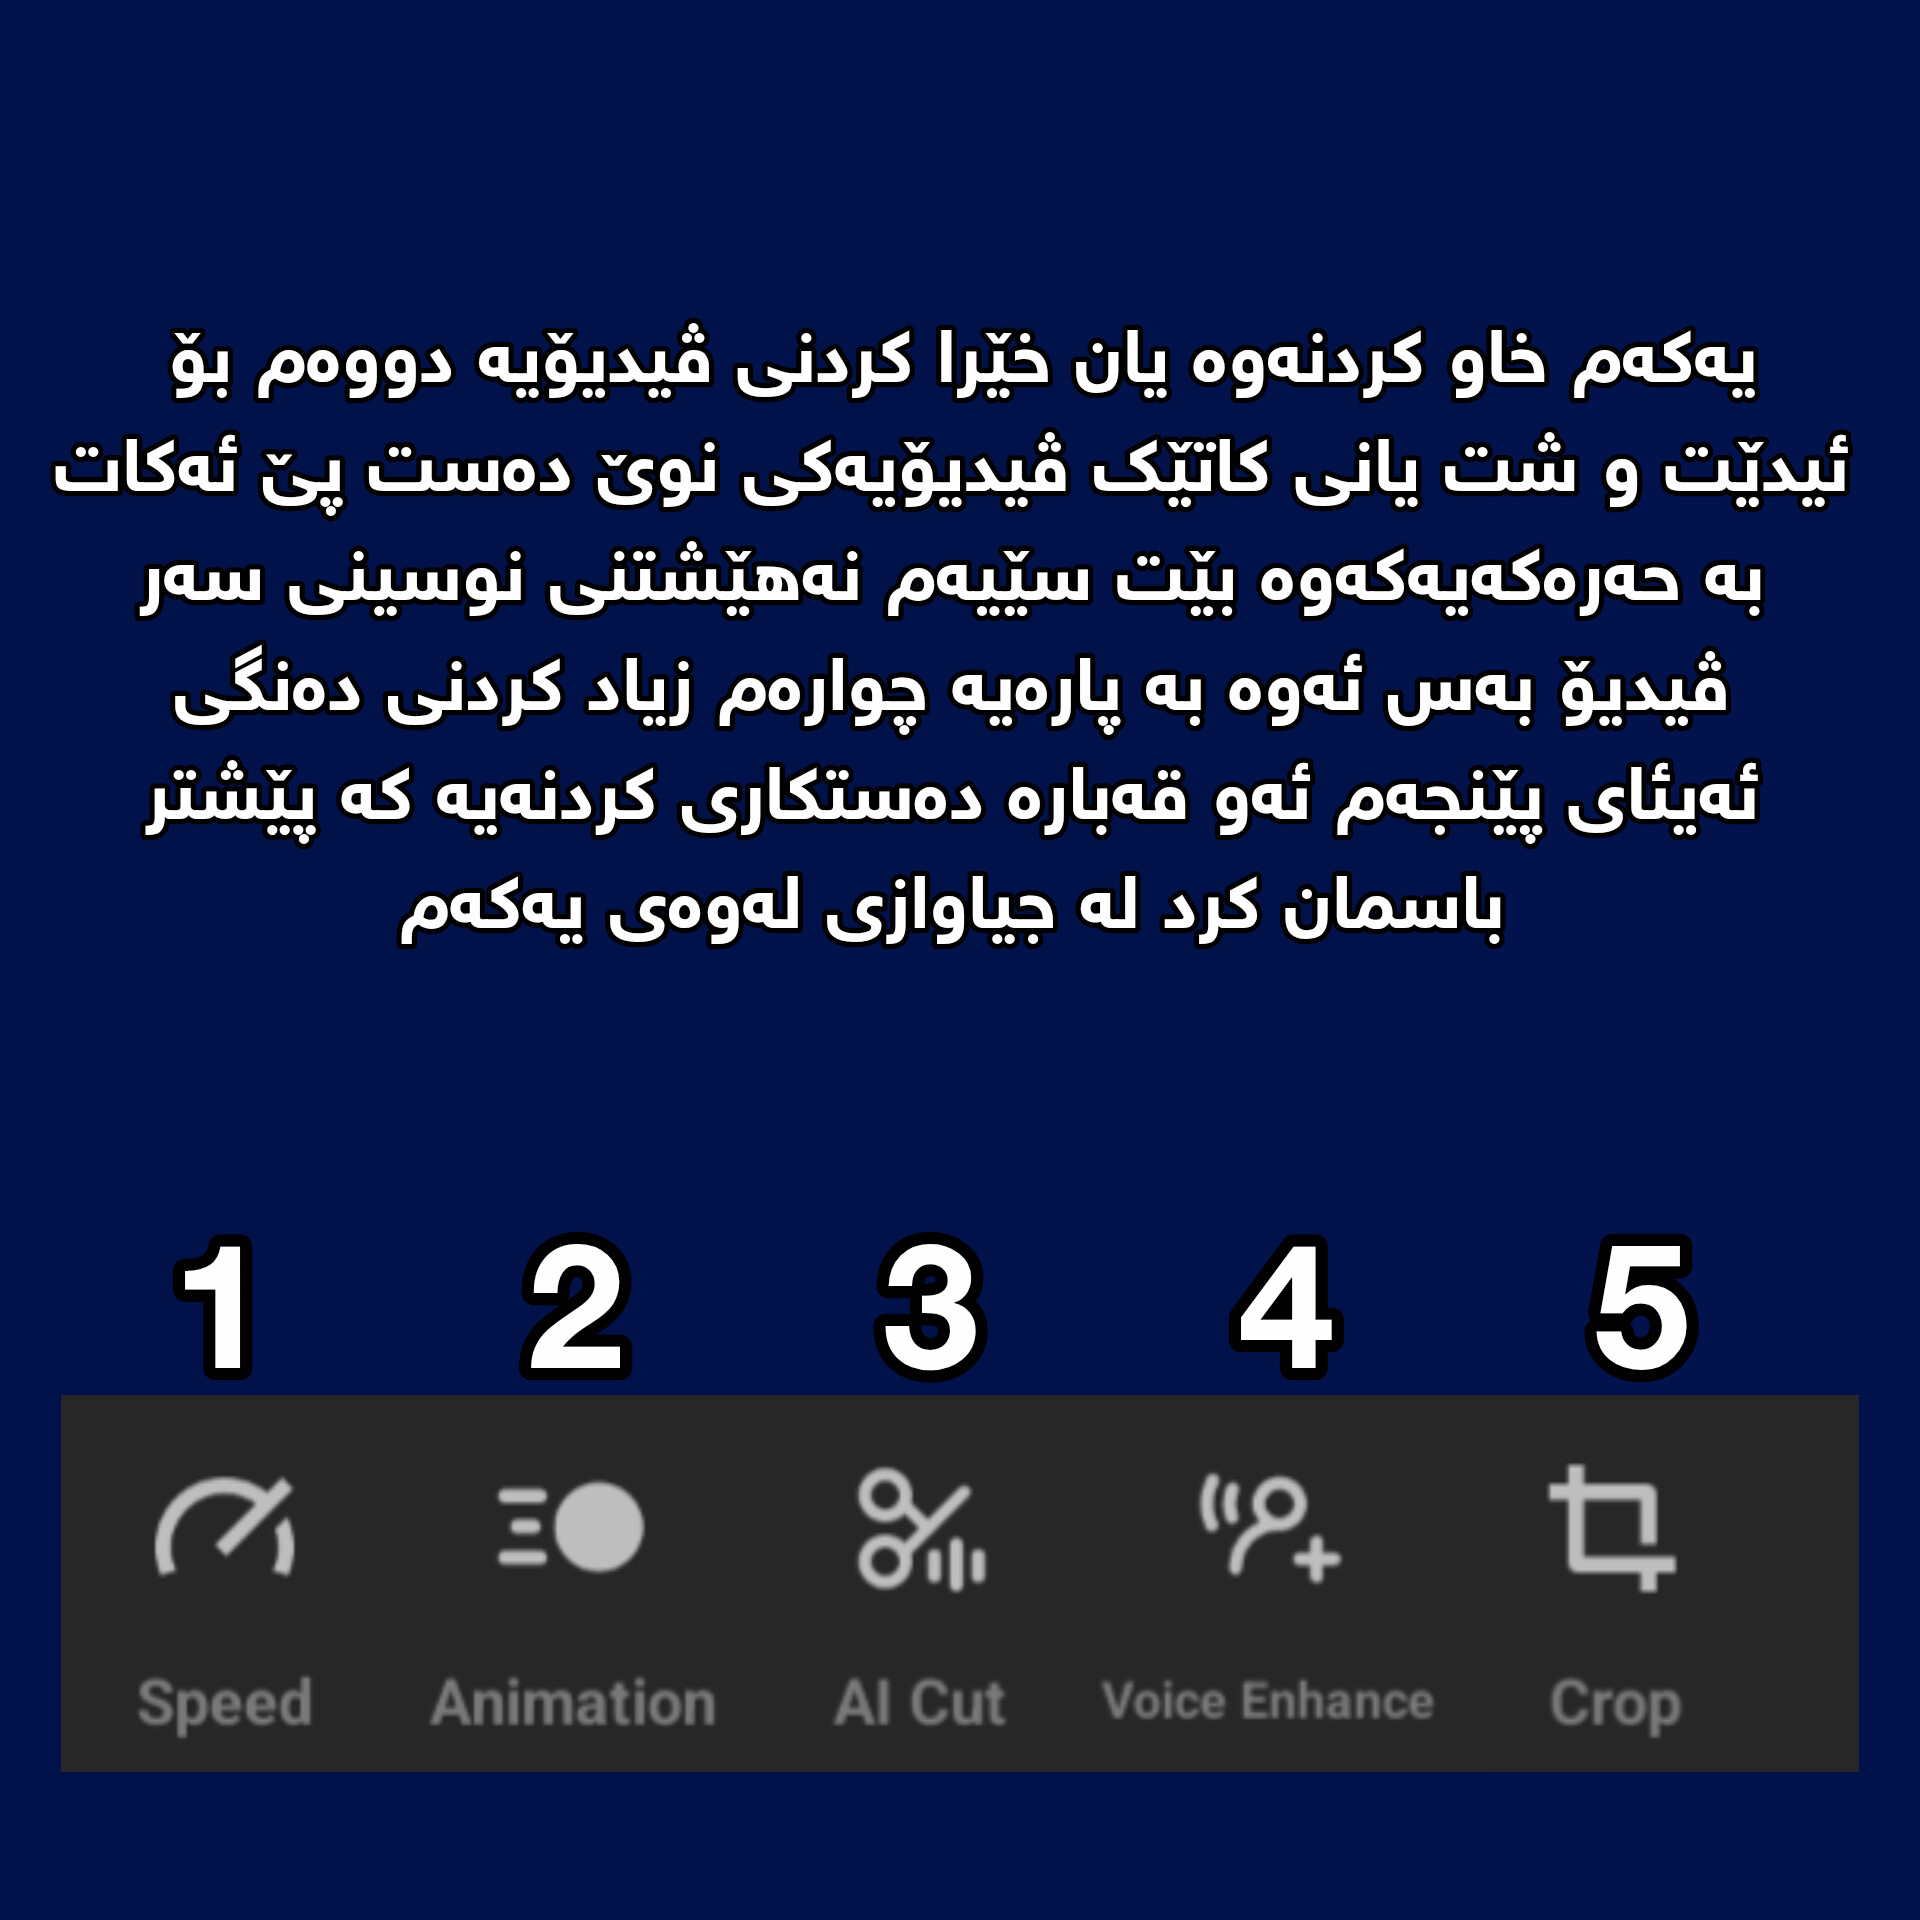 یەکەم خاو کردنەوە یان خێرا کردنی ڤیدیۆیە دووەم بۆ
ئیدێت و شت یانی کاتێک ڤیدیۆیەکی نوێ دەست پێ ئەکات
بە حەرەکەیەکەوە بێت سێیەم نەهێشتنی نوسینی سەر
ڤیدیۆ بەس ئەوە بە پارەیە چوارەم زیاد کردنی دەنگی
ئەیئای پێنجەم ئەو قەبارە دەستکاری کردنەیە کە پێشتر
باسمان کرد لە جیاوازی لەوەی یەکەم
1 2 3 4 5
Speed Animation AI Cut Voice Enhance Crop